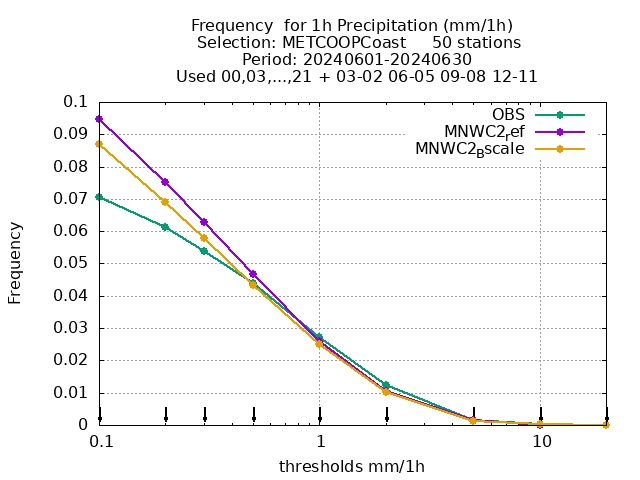 Frequency  for 1h Precipitation (mm/1h)
Selection: METCOOPCoast     50 stations
Period: 20240601-20240630
Used 00,03,...,21 + 03-02 06-05 09-08 12-11
0.1
0.09
0.08
0.07
0.06
0.05
0.04
0.03
0.02
0.01
0
Frequency
OBS
MNWC2ref
MNWC2Bscale
0.1 1 10
thresholds mm/1h